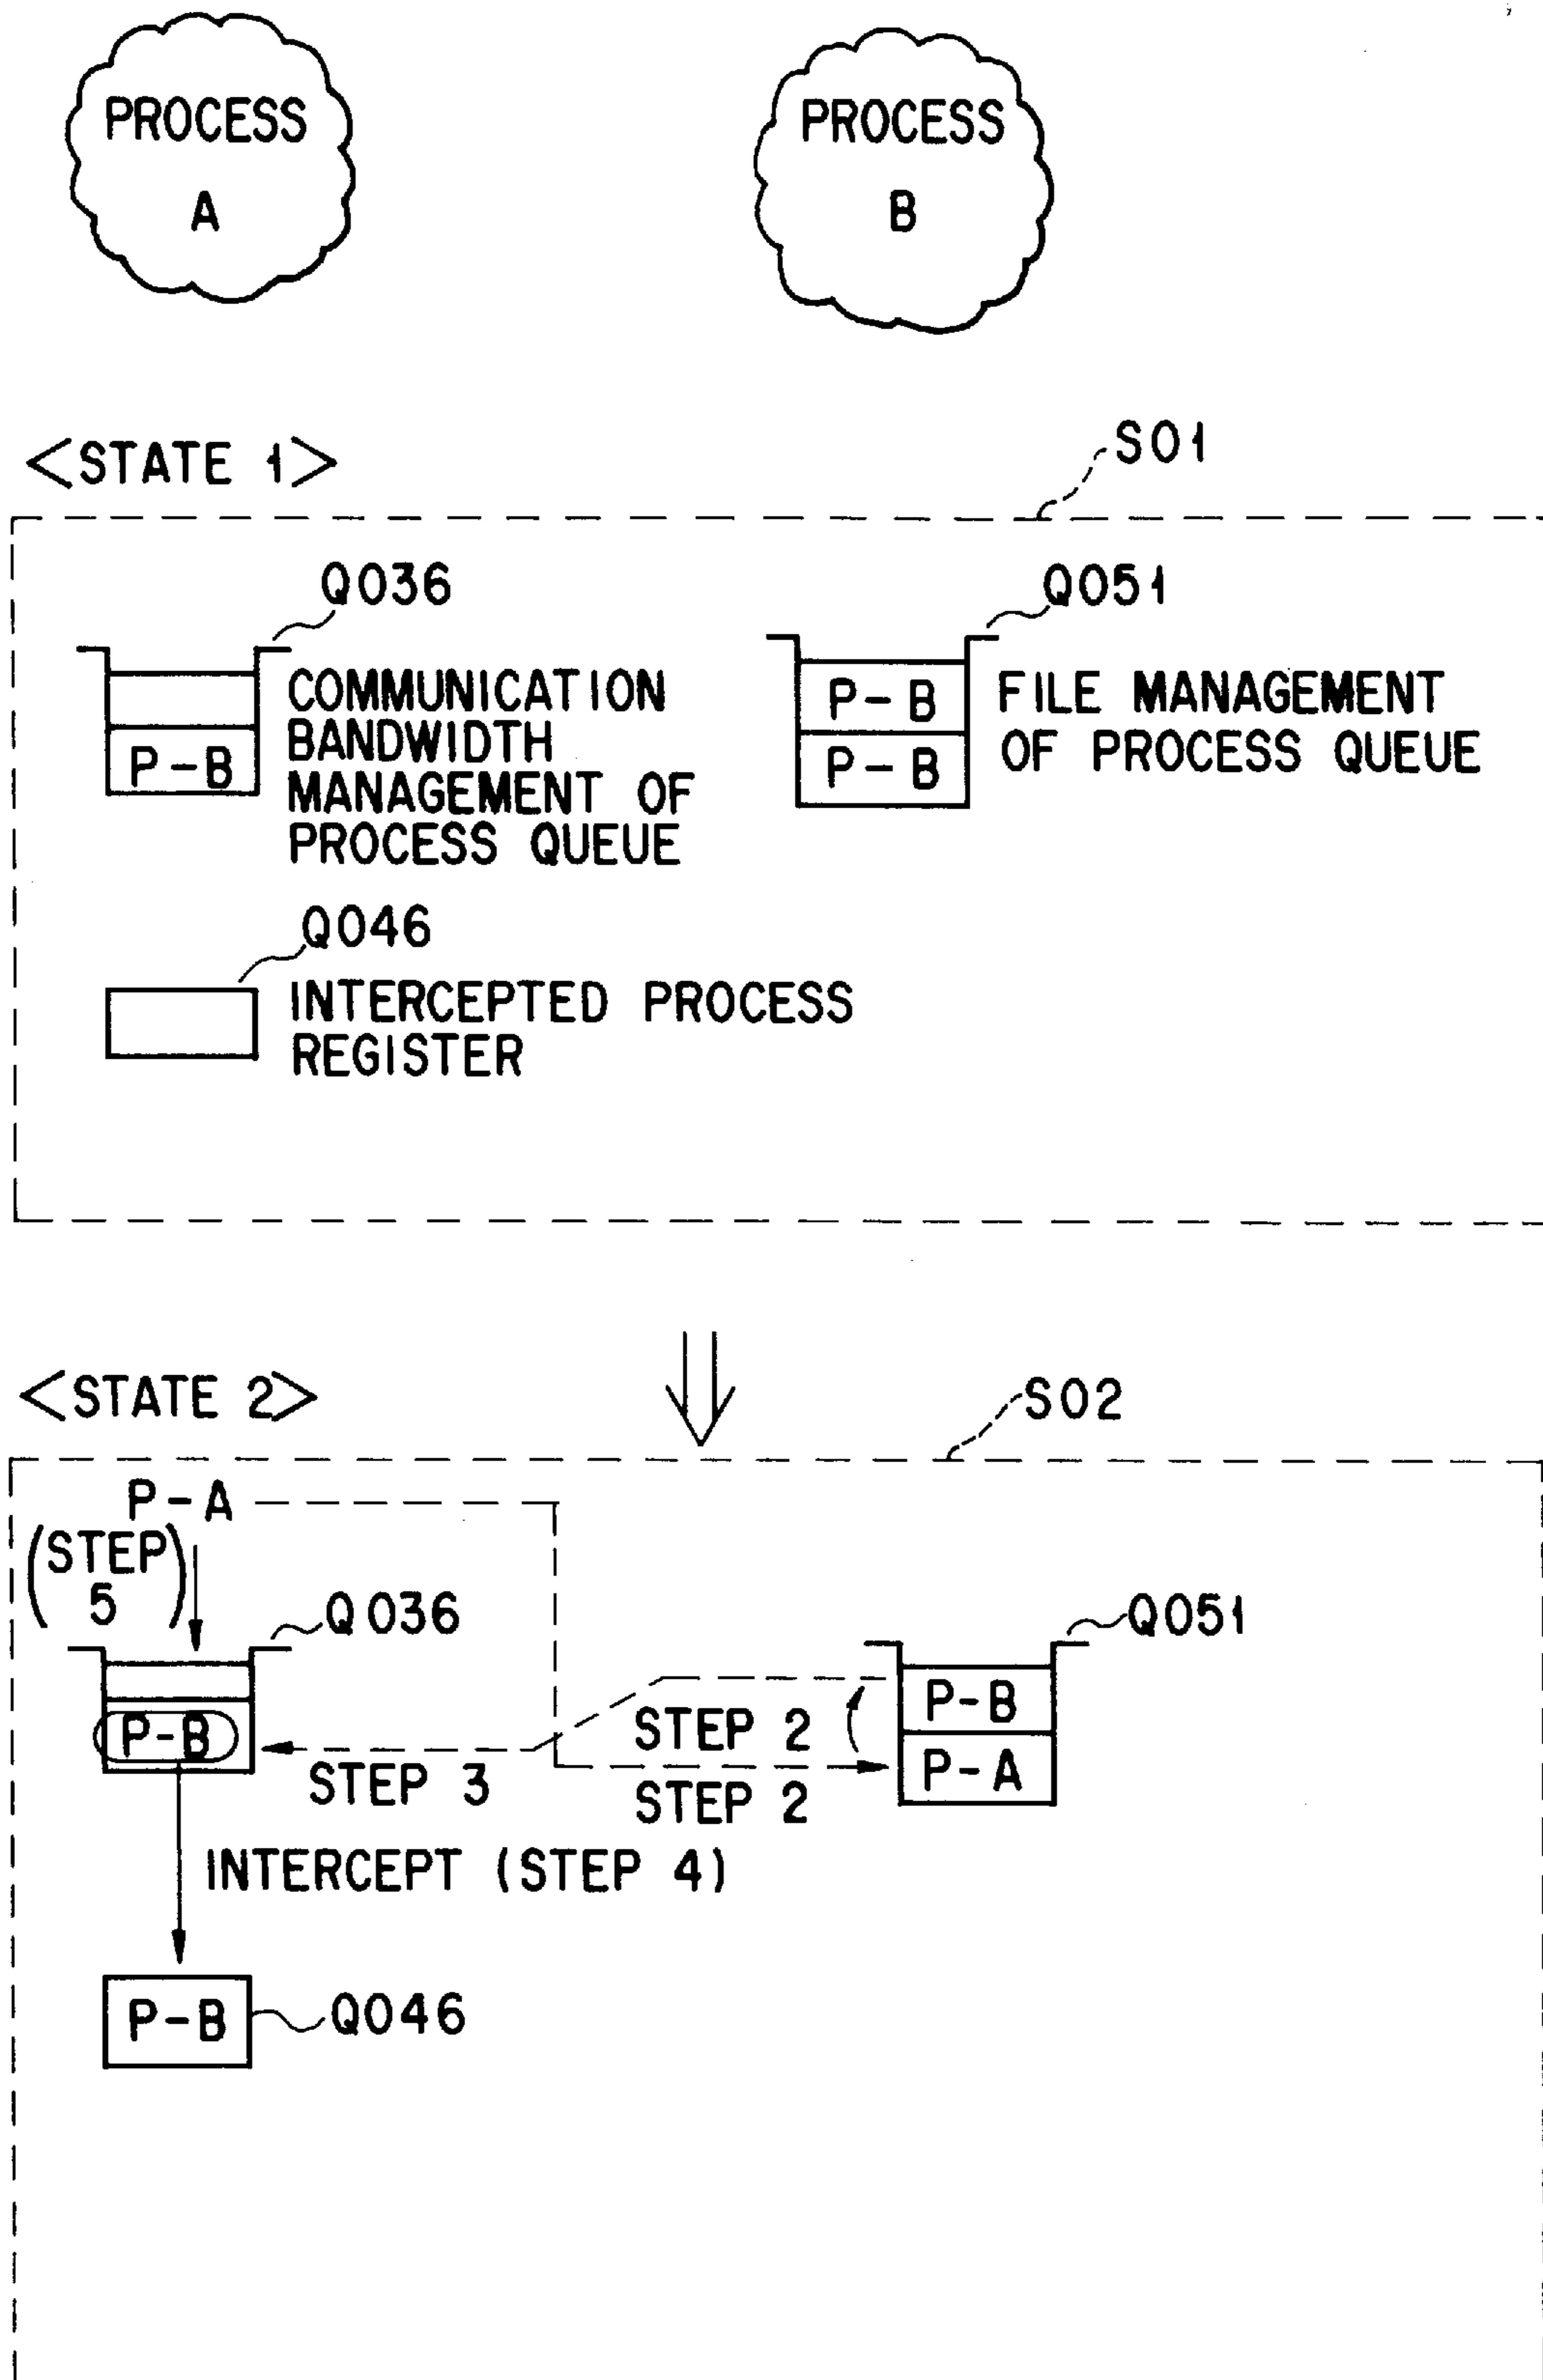 PROCESS
A
PROCESS
B
<STATE 1>
S01
Q036
Q051
COMMUNICATION
BANDWIDTH
MANAGEMENT OF
PROCESS QUEUE
P-B
P-B
P-B
FILE MANAGEMENT
OF PROCESS QUEUE
Q046
INTERCEPTED PROCESS
REGISTER
<STATE 2>
S02
P-A
(STEP
5)
Q036
Q051
P-B
P-B
P-A
STEP 2
STEP 3
STEP 2
INTERCEPT (STEP 4)
P-B
Q046